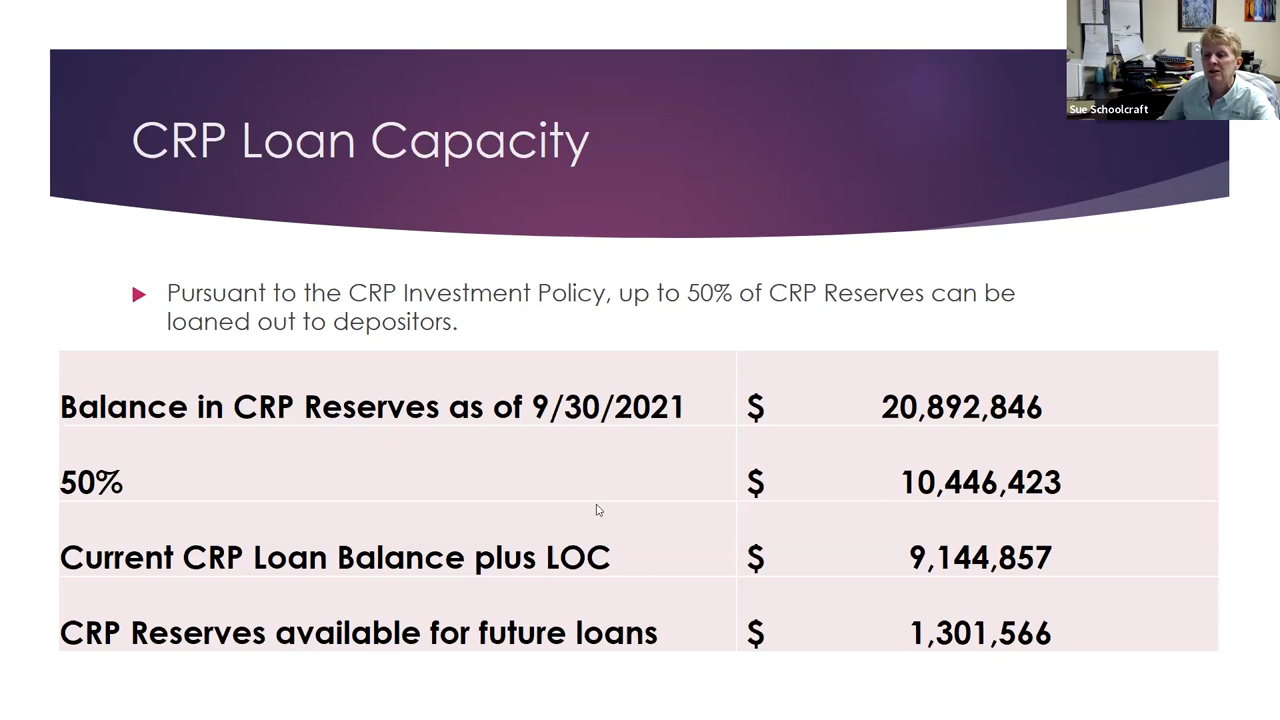 Sue Schoolcraft
CRP Loan Capacity
Pursuant to the CRP Investment Policy, up to 50% of CRP Reserves can be
loaned out to depositors.
Balance in CRP Reserves as of 9/30/2021 $ 20,892,846
50% $ 10,446,423
Current CRP Loan Balance plus LOC $ 9,144,857
CRP Reserves available for future loans $ 1,301,566